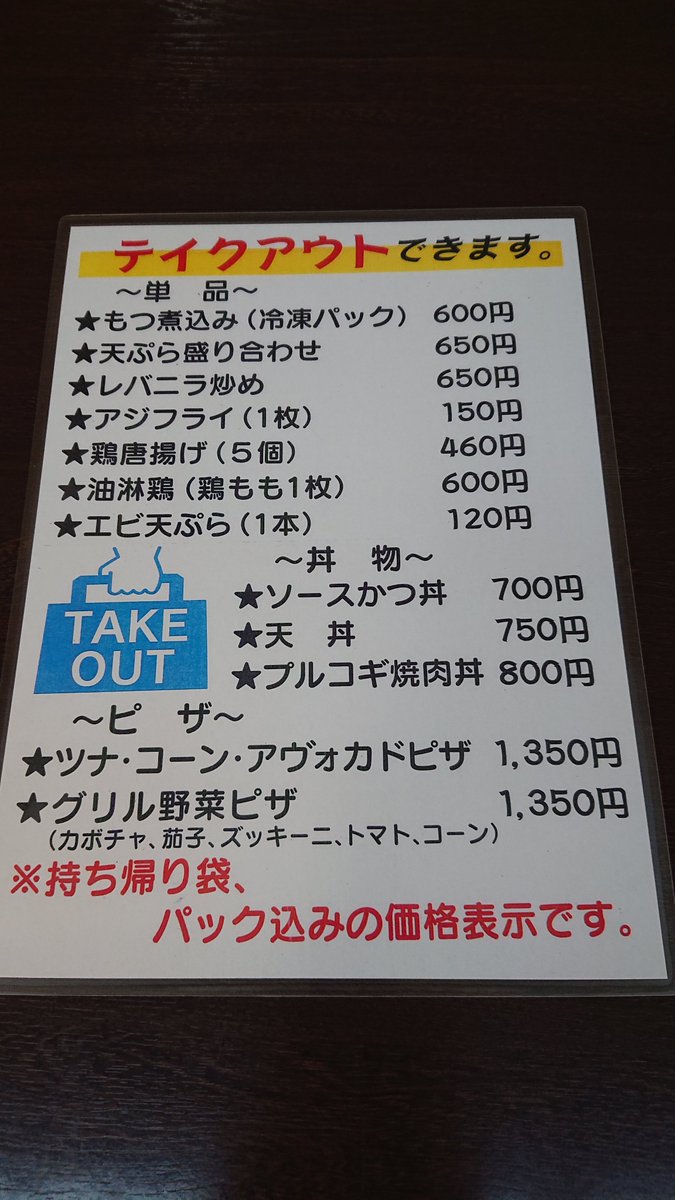 テイクアウトできます。
～単　品～
★もつ煮込み（冷凍パック） 600円
★天ぷら盛り合わせ 650円
★レバニラ炒め 650円
★アジフライ（1枚） 150円
★鶏唐揚げ（５個） 460円
★油淋鶏（鶏もも1枚） 600円
★エビ天ぷら（1本） 120円
TAKE
OUT
～丼　物～
★ソースかつ丼 700円
★天　丼 750円
★プルコギ焼肉丼 800円
～ピ　ザ～
★ツナ・コーン・アヴォカドピザ 1,350円
★グリル野菜ピザ 1,350円
（カボチャ、茄子、ズッキーニ、トマト、コーン）
※持ち帰り袋、
パック込みの価格表示です。